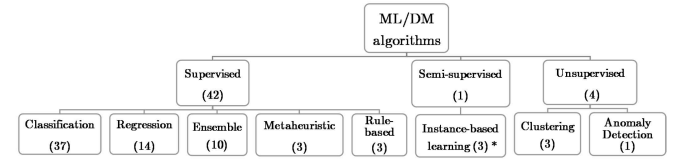 ML/DM
algorithms
Supervised
(42)
Semi-supervised
(1)
Unsupervised
(4)
Classification
(37)
Regression
(14)
Ensemble
(10)
Metaheuristic
(3)
Rule-
based
(3)
Instance-based
learning (3) *
Clustering
(3)
Anomaly
Detection
(1)